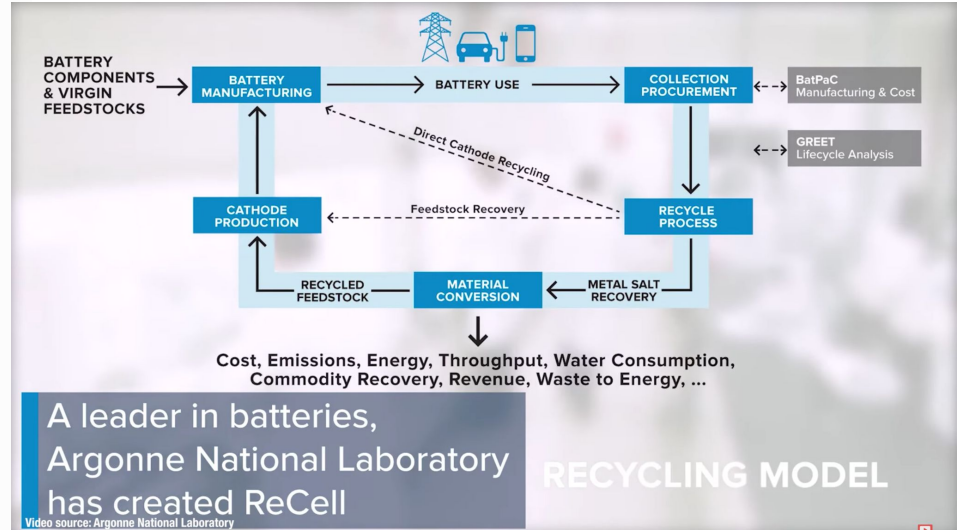 BATTERY
COMPONENTS
& VIRGIN
FEEDSTOCKS
BATTERY
MANUFACTURING
BATTERY USE
COLLECTION
PROCUREMENT
BatPaC
Manufacturing & Cost
GREET
Lifecycle Analysis
Direct Cathode Recycling
CATHODE
PRODUCTION
Feedstock Recovery
RECYCLE
PROCESS
RECYCLED
FEEDSTOCK
MATERIAL
CONVERSION
METAL SALT
RECOVERY
Cost, Emissions, Energy, Throughput, Water Consumption,
Commodity Recovery, Revenue, Waste to Energy, ...
A leader in batteries,
Argonne National Laboratory
has created ReCell
RECYCLING MODEL
Video source: Argonne National Laboratory